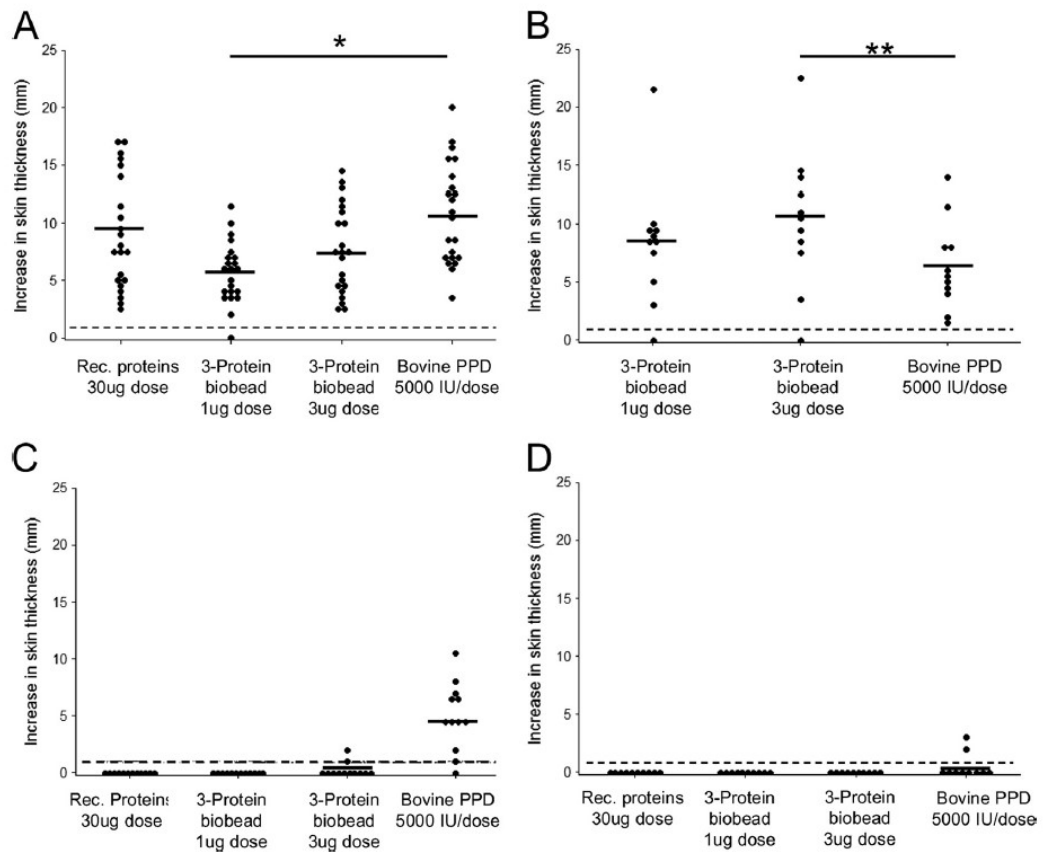 A
Increase in skin thickness (mm)
25
20
15
10
5
0
*
Rec. proteins
30ug dose
3-Protein
biobead
1ug dose
3-Protein
biobead
3ug dose
Bovine PPD
5000 IU/dose
B
Increase in skin thickness (mm)
25
20
15
10
5
0
**
3-Protein
biobead
1ug dose
3-Protein
biobead
3ug dose
Bovine PPD
5000 IU/dose
C
Increase in skin thickness (mm)
25
20
15
10
5
0
Rec. Proteins
30ug dose
3-Protein
biobead
1ug dose
3-Protein
biobead
3ug dose
Bovine PPD
5000 IU/dose
D
Increase in skin thickness (mm)
25
20
15
10
5
0
Rec. proteins
30ug dose
3-Protein
biobead
1ug dose
3-Protein
biobead
3ug dose
Bovine PPD
5000 IU/dose